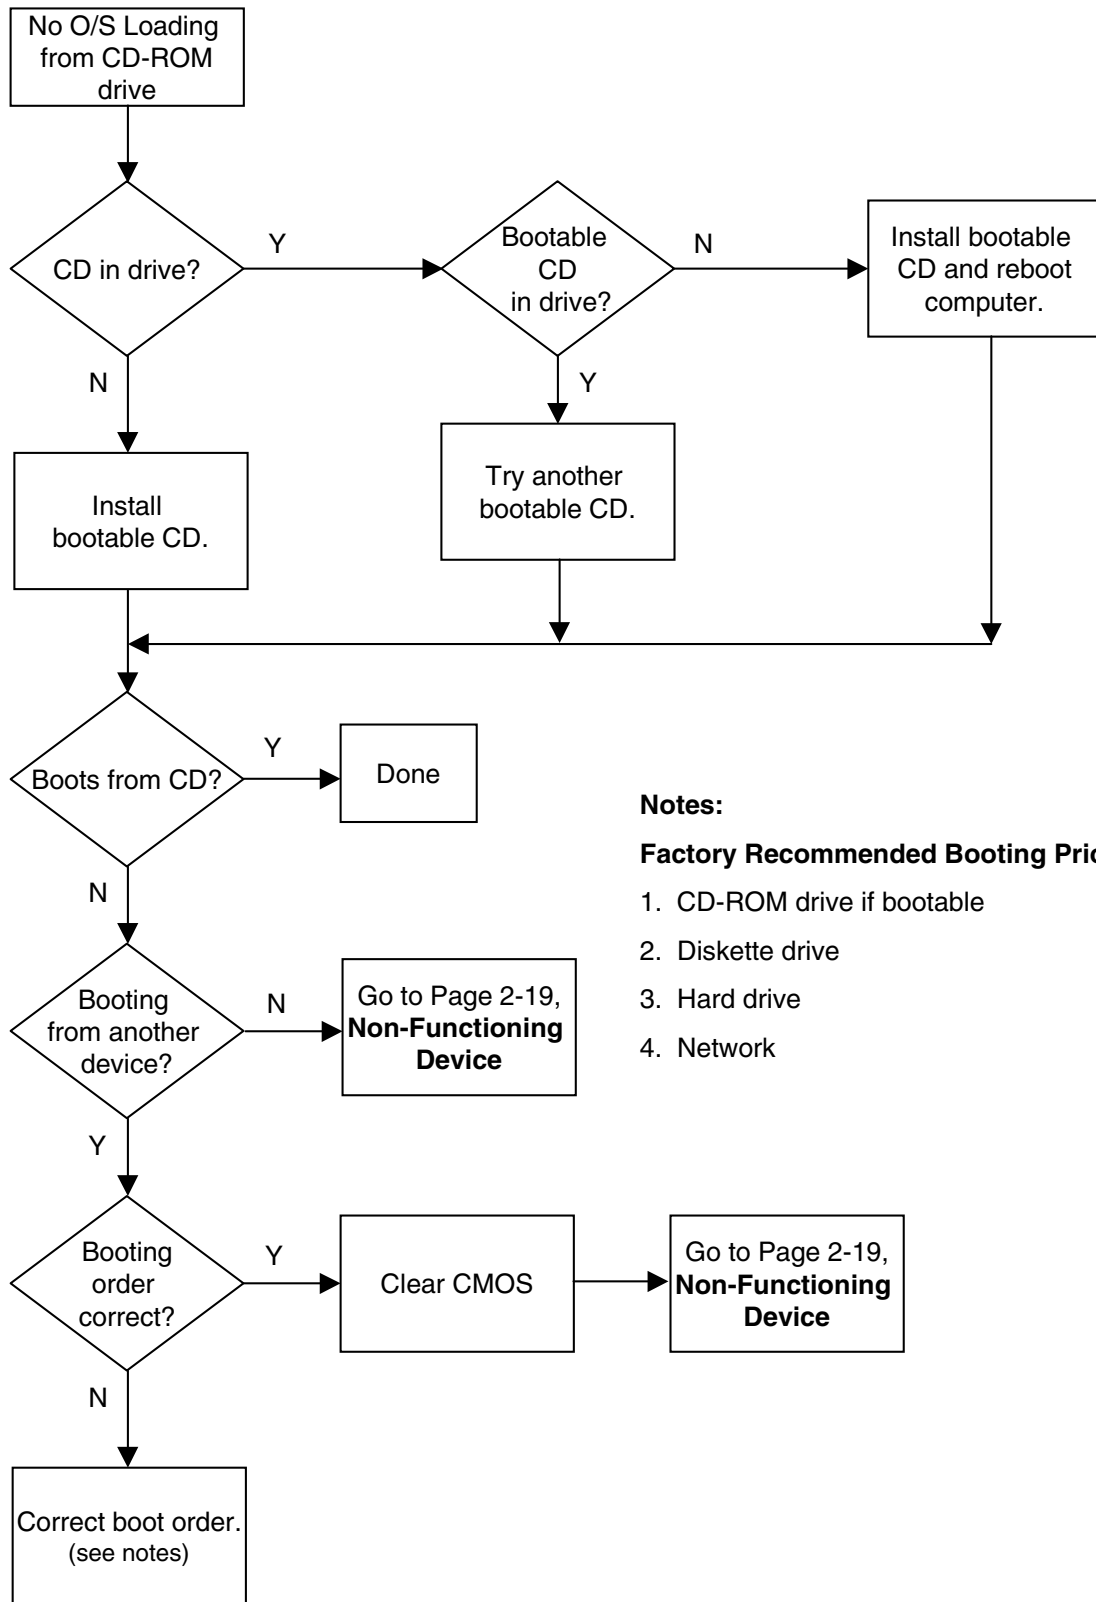 No O/S Loading
from CD-ROM
drive
CD in drive?
Y
Bootable
CD
in drive?
N
Install bootable
CD and reboot
computer.
N
Y
Install
bootable CD.
Try another
bootable CD.
Boots from CD?
Y
Done
N
Notes:
Factory Recommended Booting
1. CD-ROM drive if bootable
2. Diskette drive
3. Hard drive
4. Network
Booting
from another
device?
N
Go to Page 2-19,
Non-Functioning
Device
Y
Booting
order
correct?
Y
Clear CMOS
Go to Page 2-19,
Non-Functioning
Device
N
Correct boot order.
(see notes)